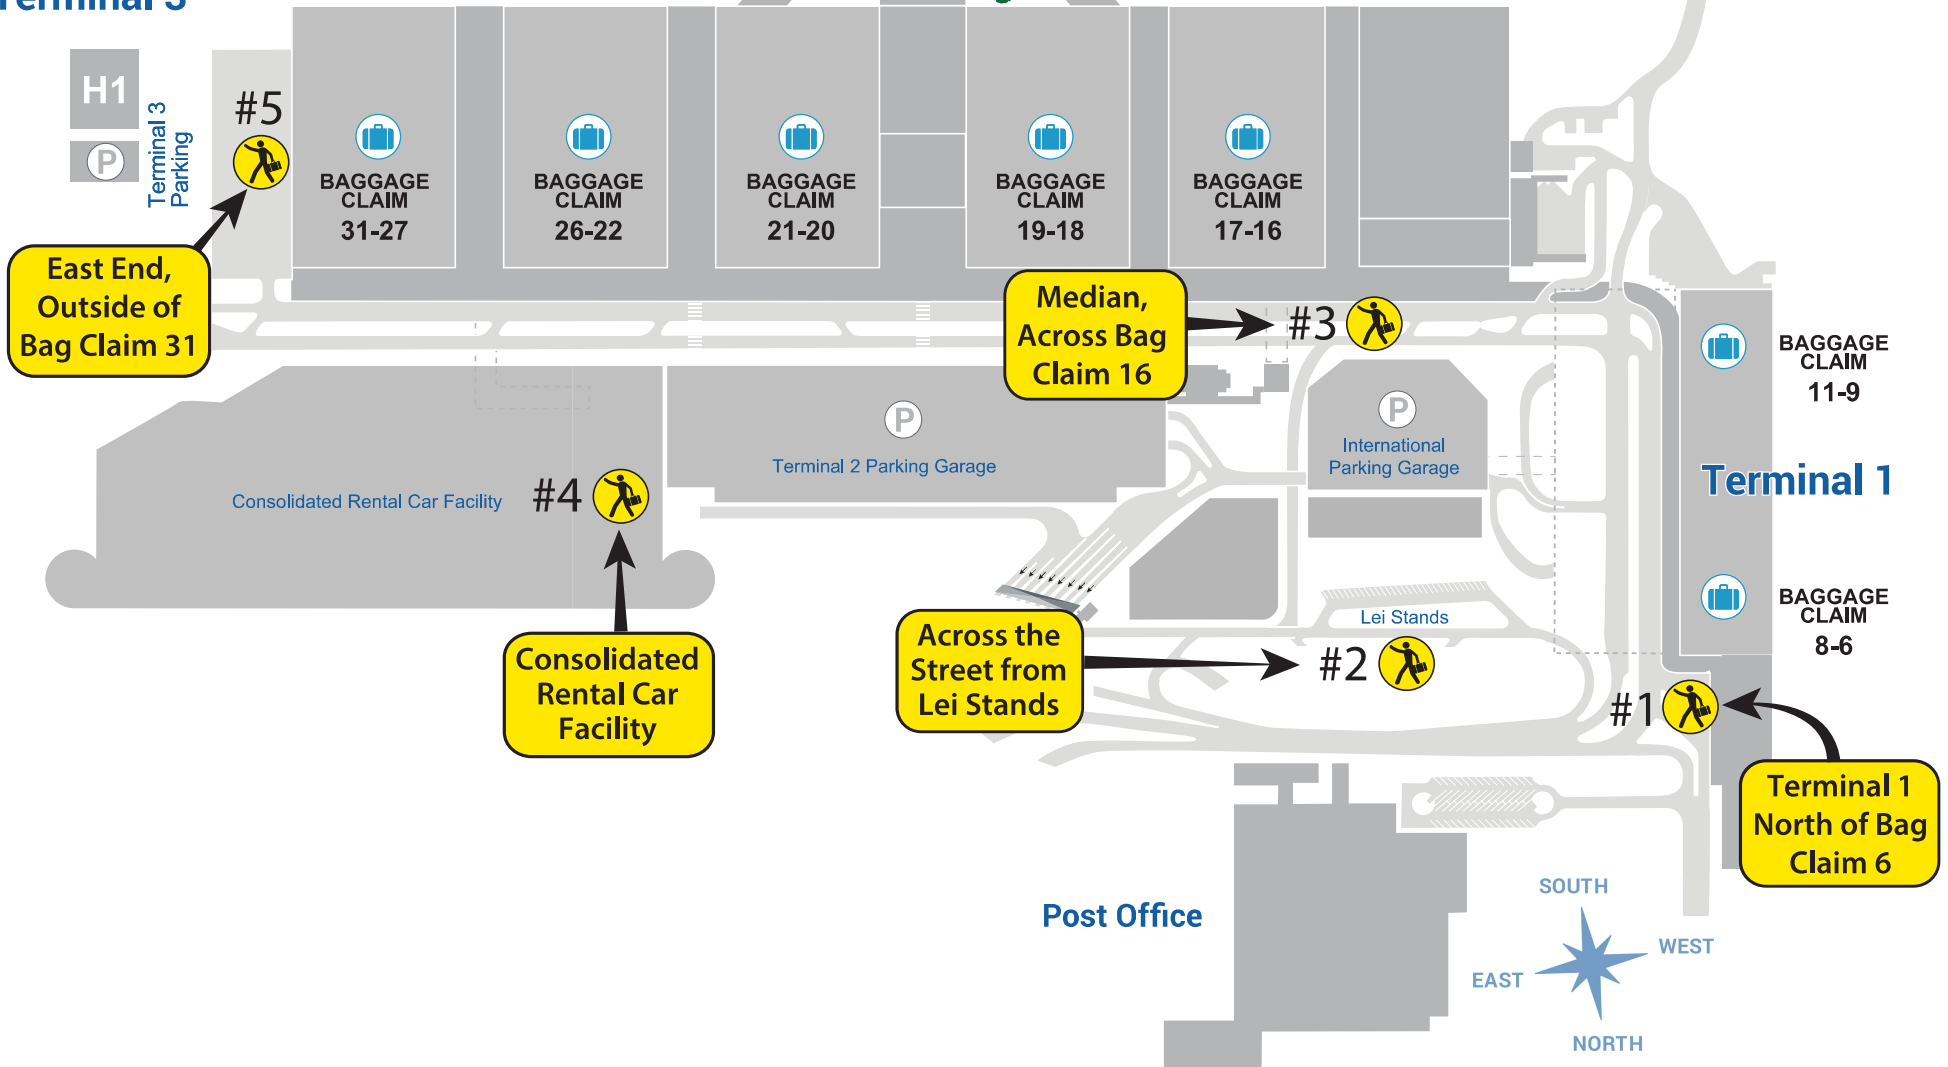 Terminal 3
H1
P
Terminal 3
Parking
#5
East End,
Outside of
Bag Claim 31
BAGGAGE
CLAIM
31-27
BAGGAGE
CLAIM
26-22
BAGGAGE
CLAIM
21-20
BAGGAGE
CLAIM
19-18
BAGGAGE
CLAIM
17-16
Median,
Across Bag
Claim 16
#3
BAGGAGE
CLAIM
11-9
Terminal 1
BAGGAGE
CLAIM
8-6
P
Terminal 2 Parking Garage
P
International
Parking Garage
Consolidated Rental Car Facility
#4
Consolidated
Rental Car
Facility
Across the
Street from
Lei Stands
Lei Stands
#2
#1
Terminal 1
North of Bag
Claim 6
Post Office
SOUTH
WEST
EAST
NORTH